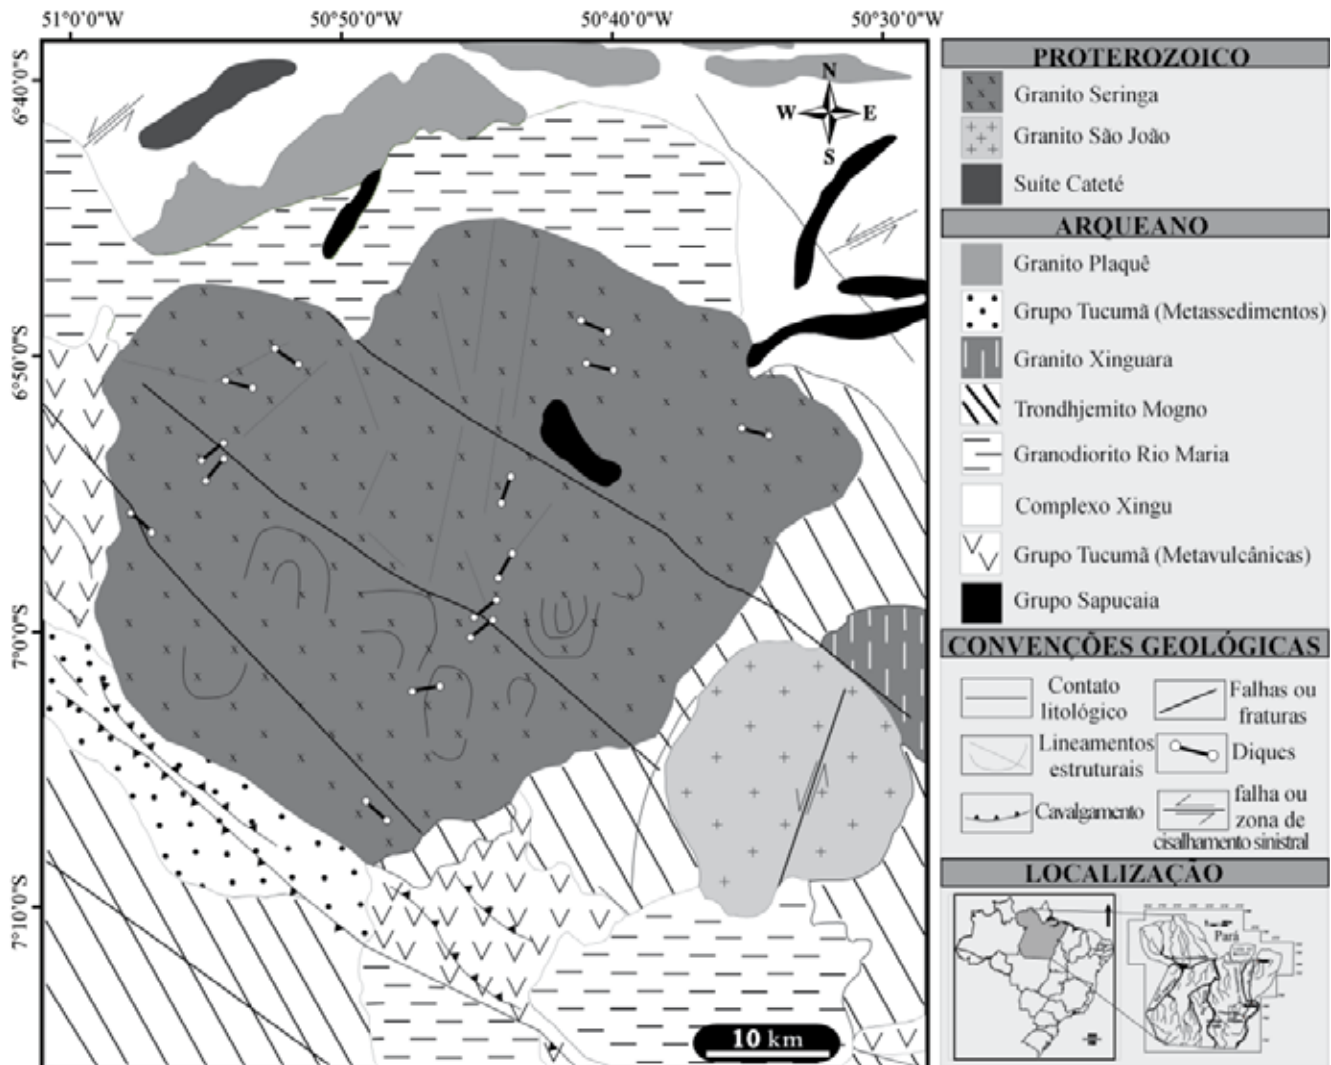 51°0'0"W 50°50'0"W 50°40'0"W 50°30'0"W
6°40'0"S
6°50'0"S
7°0'0"S
7°10'0"S
N
W E
S
10 km
PROTEROZOICO
Granito Seringa
Granito São João
Suíte Cateté
ARQUEANO
Granito Plaquê
Grupo Tucumã (Metassedimentos)
Granito Xinguara
Trondhjemito Mogno
Granodiorito Rio Maria
Complexo Xingu
Grupo Tucumã (Metavulcânicas)
Grupo Sapucaia
CONVENÇÕES GEOLÓGICAS
Contato
litológico
Falhas ou
fraturas
Lineamentos
estruturais
Diques
Cavalgamento
falha ou
zona de
cisalhamento sinistral
LOCALIZAÇÃO
Pará